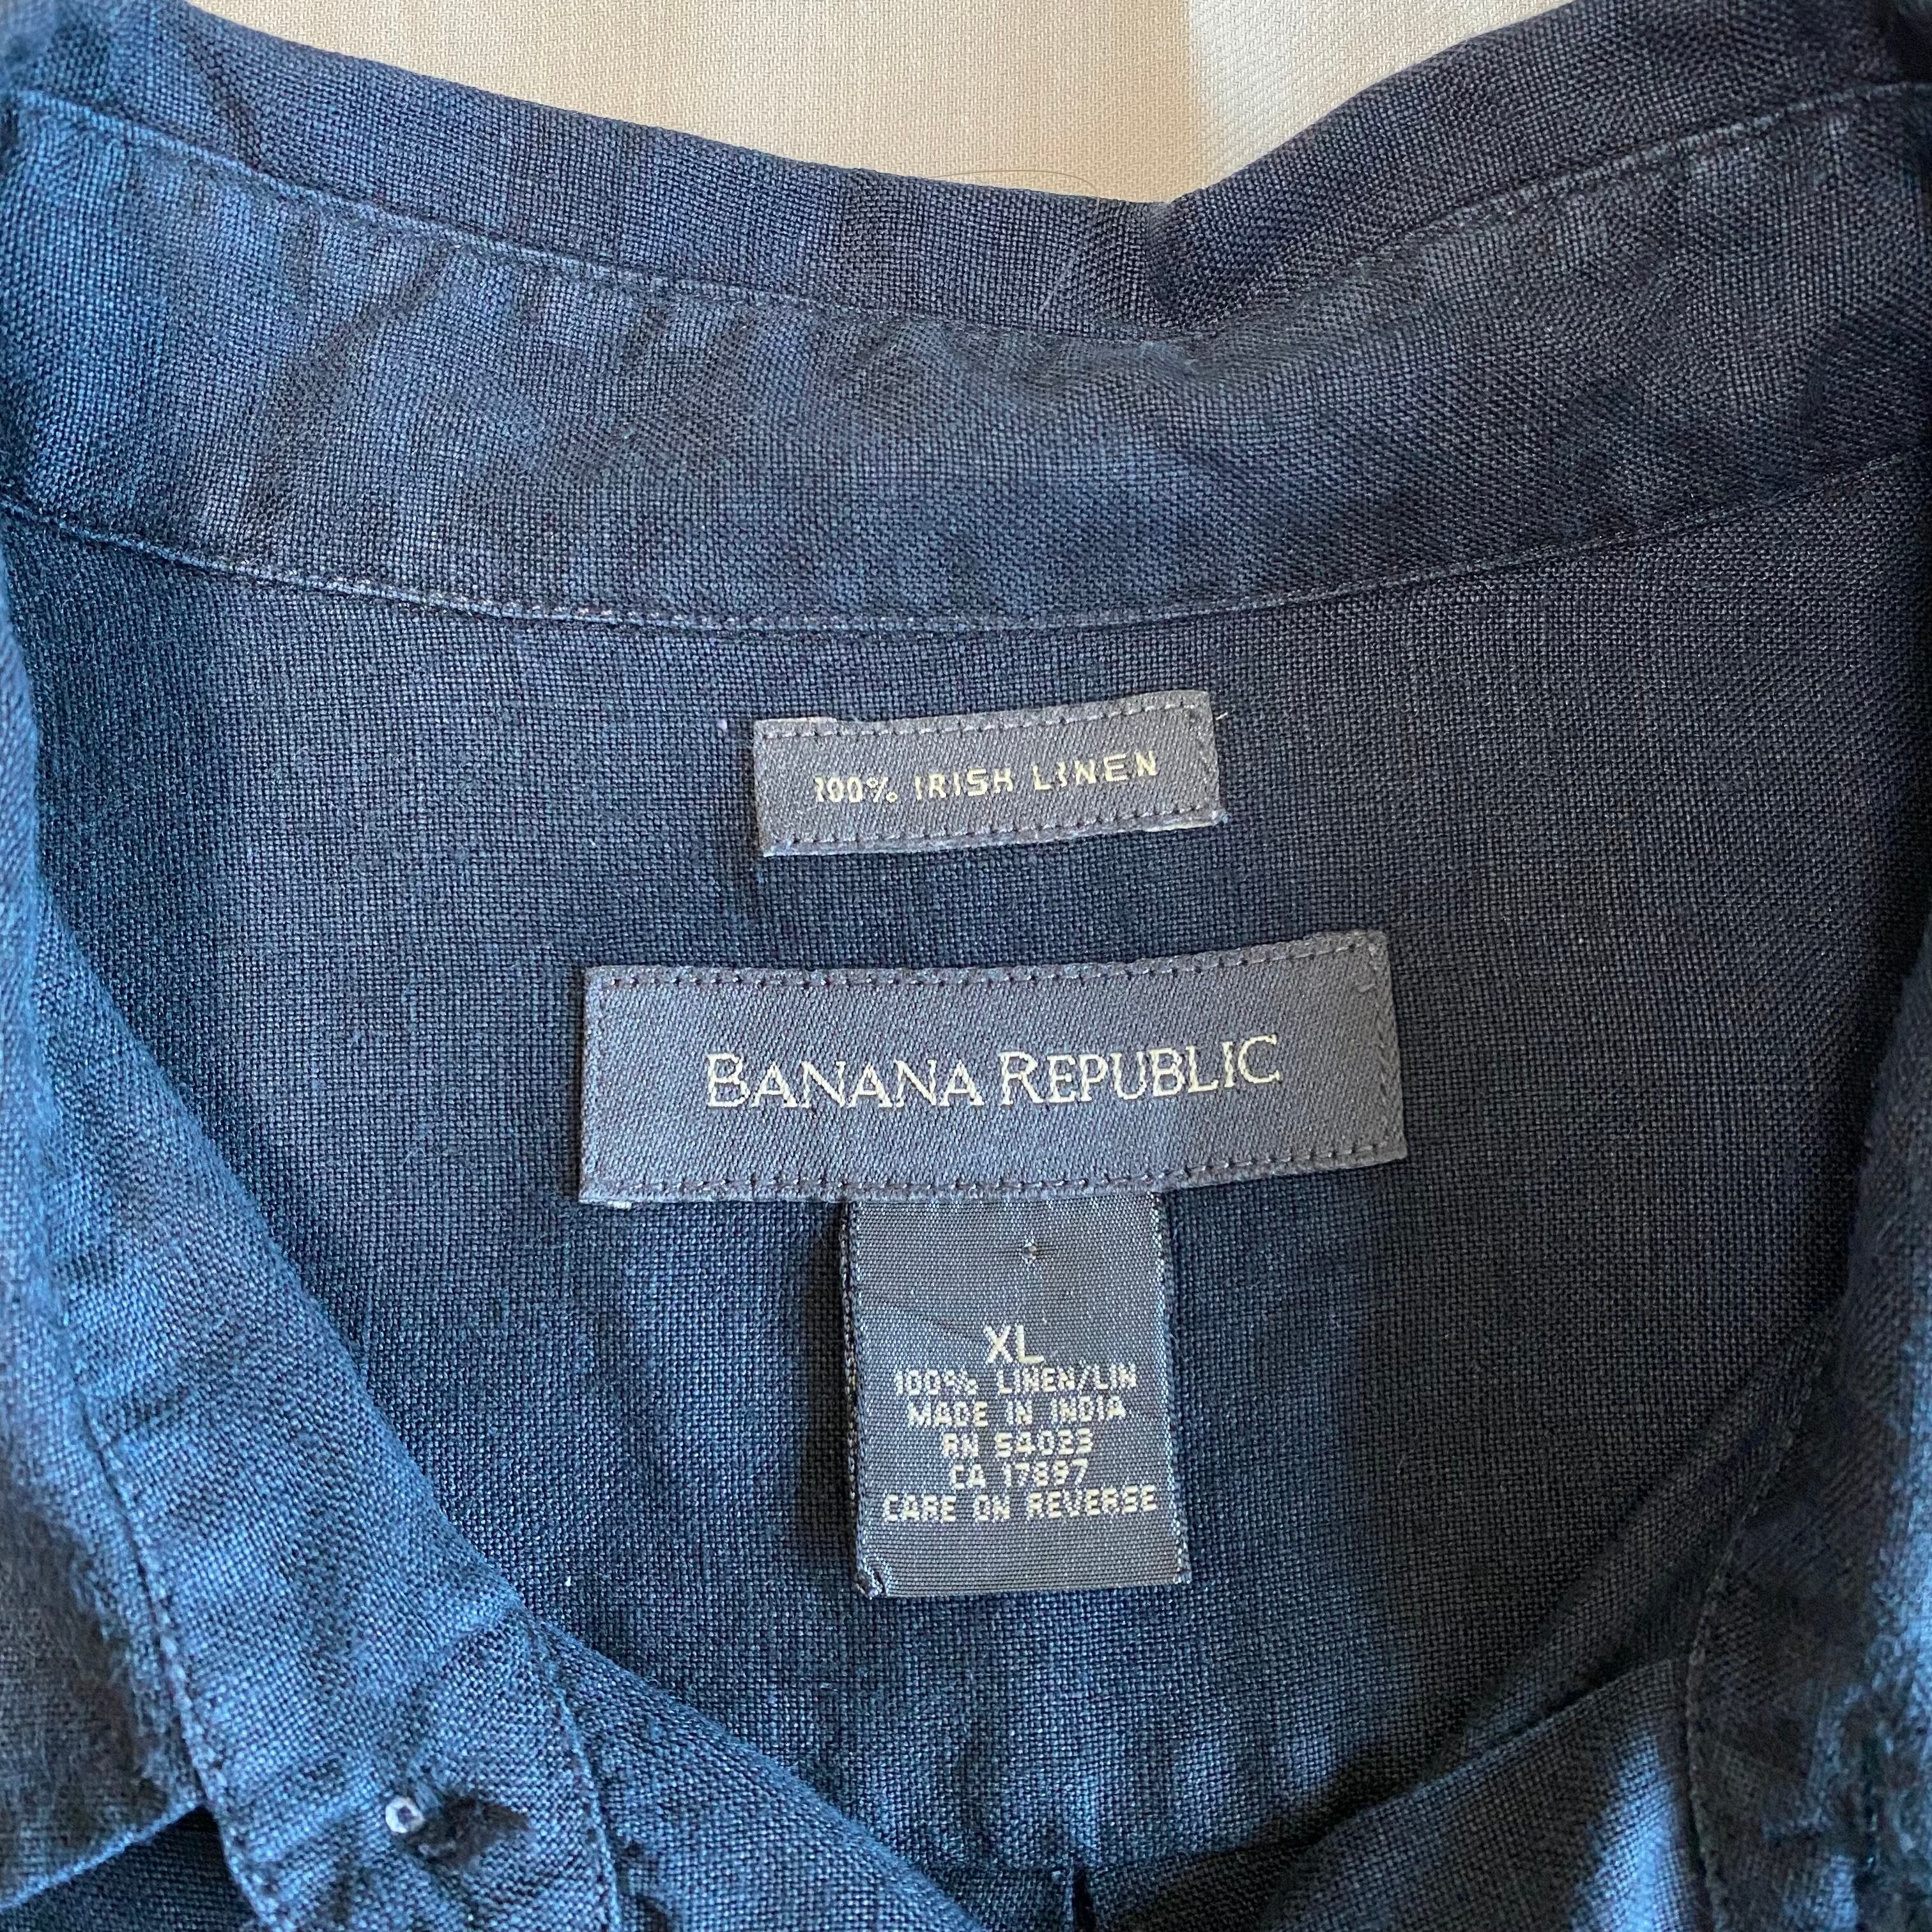 100% IRISH LINEN
BANANA REPUBLIC
XL
100% LINEN/LIN
MADE IN INDIA
RN 54023
CA 17897
CARE ON REVERSE